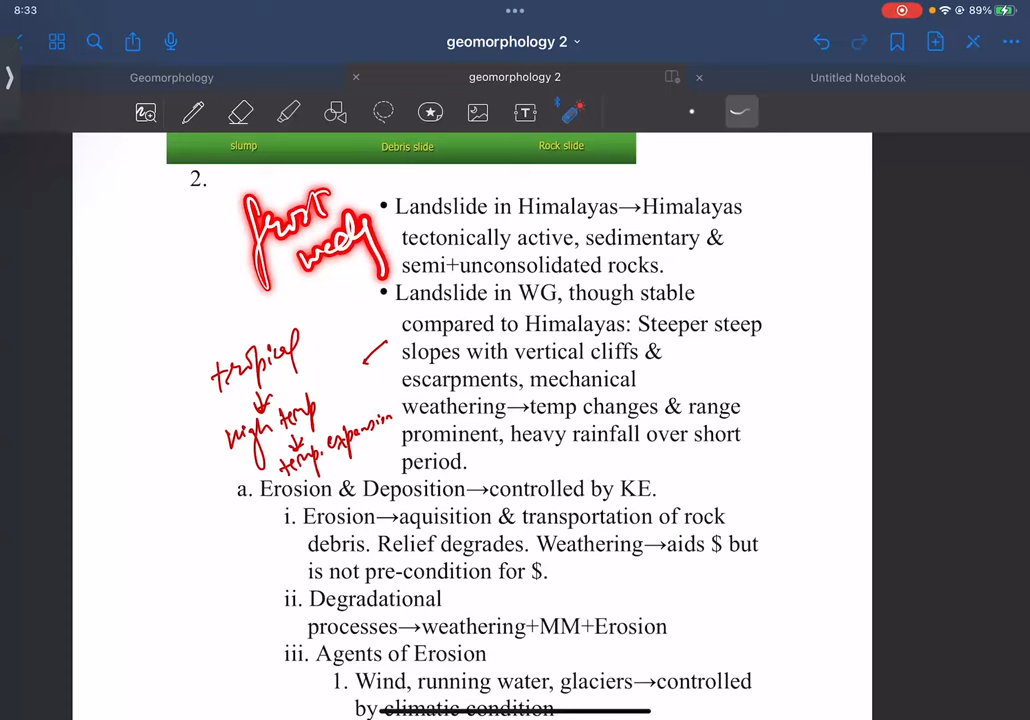 8:33
89%
geomorphology 2
Geomorphology
geomorphology 2
Untitled Notebook
slump
Debris slide
Rock slide
2.
frost
wedg
• Landslide in Himalayas→Himalayas
tectonically active, sedimentary &
semi+unconsolidated rocks.
• Landslide in WG, though stable
compared to Himalayas: Steeper steep
slopes with vertical cliffs &
escarpments, mechanical
weathering→temp changes & range
prominent, heavy rainfall over short
period.
tropical
high temp
temp. expansion
a. Erosion & Deposition→controlled by KE.
i. Erosion→aquisition & transportation of rock
debris. Relief degrades. Weathering→aids $ but
is not pre-condition for $.
ii. Degradational
processes→weathering+MM+Erosion
iii. Agents of Erosion
1. Wind, running water, glaciers→controlled
by climatic condition